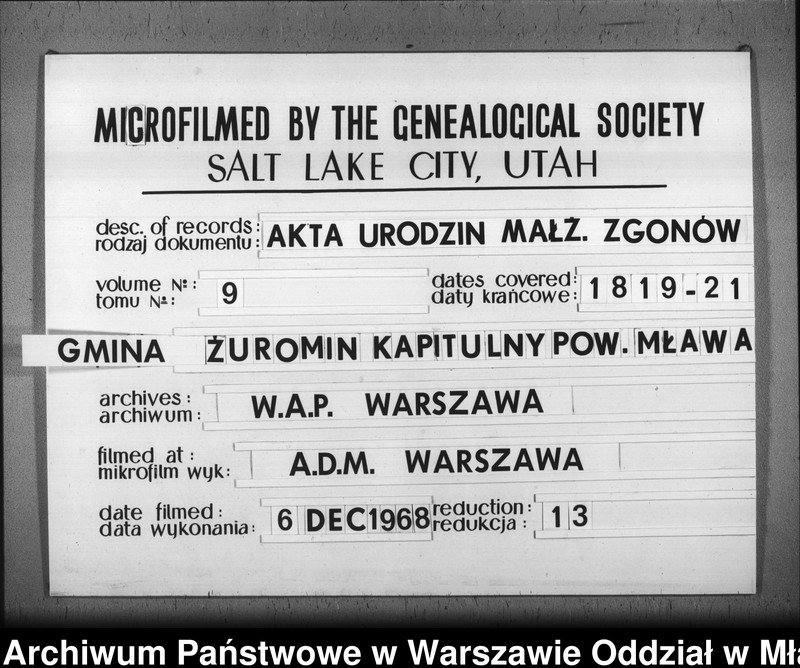 MICROFILMED BY THE GENEALOGICAL SOCIETY
SALT LAKE CITY, UTAH
desc. of records: AKTA URODZIN MAŁŻ. ZGONÓW
rodzaj dokumentu:
volume №: 9 dates covered: 1819-21
tomu №: daty krańcowe:
GMINA ŻUROMIN KAPITULNY POW. MŁAWA
archives: W.A.P. WARSZAWA
archiwum:
filmed at: A.D.M. WARSZAWA
mikrofilm wyk:
date filmed: 6 DEC 1968 reduction: 13
data wykonania: redukcja:
Archiwum Państwowe w Warszawie Oddział w Mła